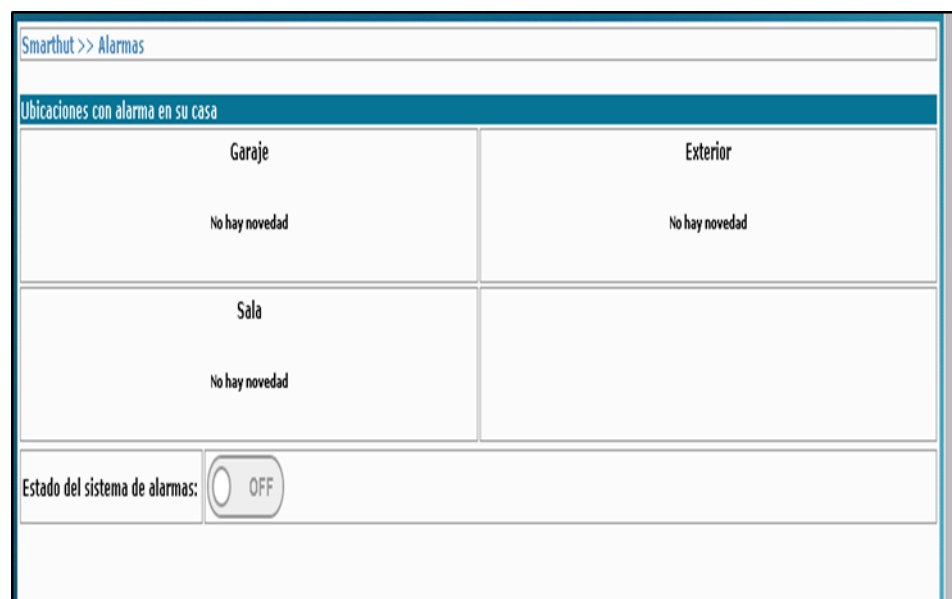 Smarthut >> Alarmas
Ubicaciones con alarma en su casa
Garaje
No hay novedad
Exterior
No hay novedad
Sala
No hay novedad
Estado del sistema de alarmas:
OFF